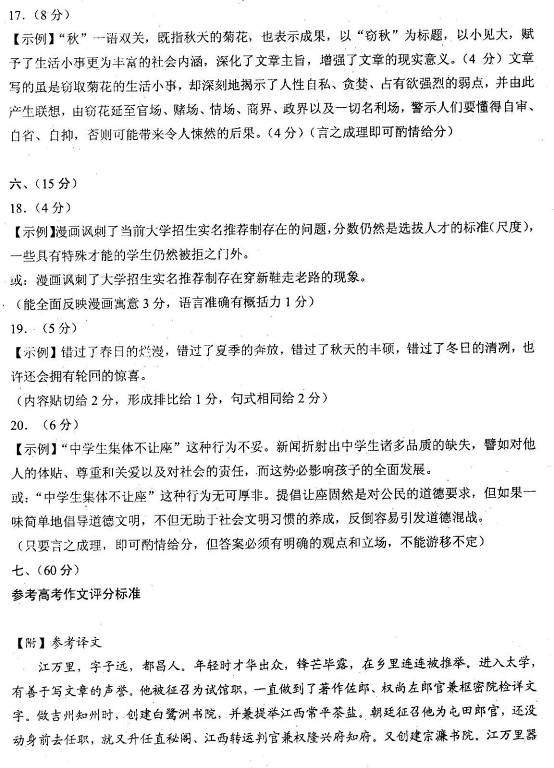 17.（8 分）
【示例】“秋”一语双关，既指秋天的菊花，也表示成果，以“窃秋”为标题，以小见大，赋
予了生活小事更为丰富的社会内涵，深化了文章主旨，增强了文章的现实意义。（4 分）文章
写的虽是窃取菊花的生活小事，却深刻地揭示了人性自私、贪婪、占有欲强烈的弱点，并由此
产生联想，由窃花延至官场、赌场、情场、商界、政界以及一切名利场，警示人们要懂得自审、
自省、自抑，否则可能带来令人悚然的后果。（4 分）（言之成理即可酌情给分）
六、（15 分）
18.（4 分）
【示例】漫画讽刺了当前大学招生实名推荐制存在的问题，分数仍然是选拔人才的标准（尺度），
一些具有特殊才能的学生仍然被拒之门外。
或：漫画讽刺了大学招生实名推荐制存在穿新鞋走老路的现象。
（能全面反映漫画寓意 3 分，语言准确有概括力 1 分）
19.（5 分）
【示例】错过了春日的烂漫，错过了夏季的奔放，错过了秋天的丰硕，错过了冬日的清冽，也
许还会拥有轮回的惊喜。
（内容贴切给 2 分，形成排比给 1 分，句式相同给 2 分）
20.（6 分）
【示例】“中学生集体不让座”这种行为不妥。新闻折射出中学生诸多品质的缺失，譬如对他
人的体贴、尊重和关爱以及对社会的责任，而这势必影响孩子的全面发展。
或：“中学生集体不让座”这种行为无可厚非。提倡让座固然是对公民的道德要求，但如果一
味简单地倡导道德文明，不但无助于社会文明习惯的养成，反倒容易引发道德混战。
（只要言之成理，即可酌情给分，但答案必须有明确的观点和立场，不能游移不定）
七、（60 分）
参考高考作文评分标准
【附】参考译文
江万里，字子远，都昌人。年轻时才华出众，锋芒毕露，在乡里连连被推举。进入太学，
有善于写文章的声誉。他被征召为试馆职，一直做到了著作佐郎、权尚左郎官兼枢密院检详文
字。做吉州知州时，创建白鹭洲书院，并兼提举江西常平茶盐。朝廷征召他为屯田郎官，还没
动身前去任职，就又升任直秘阁、江西转运判官兼权隆兴府知府。又创建宗濂书院。江万里器